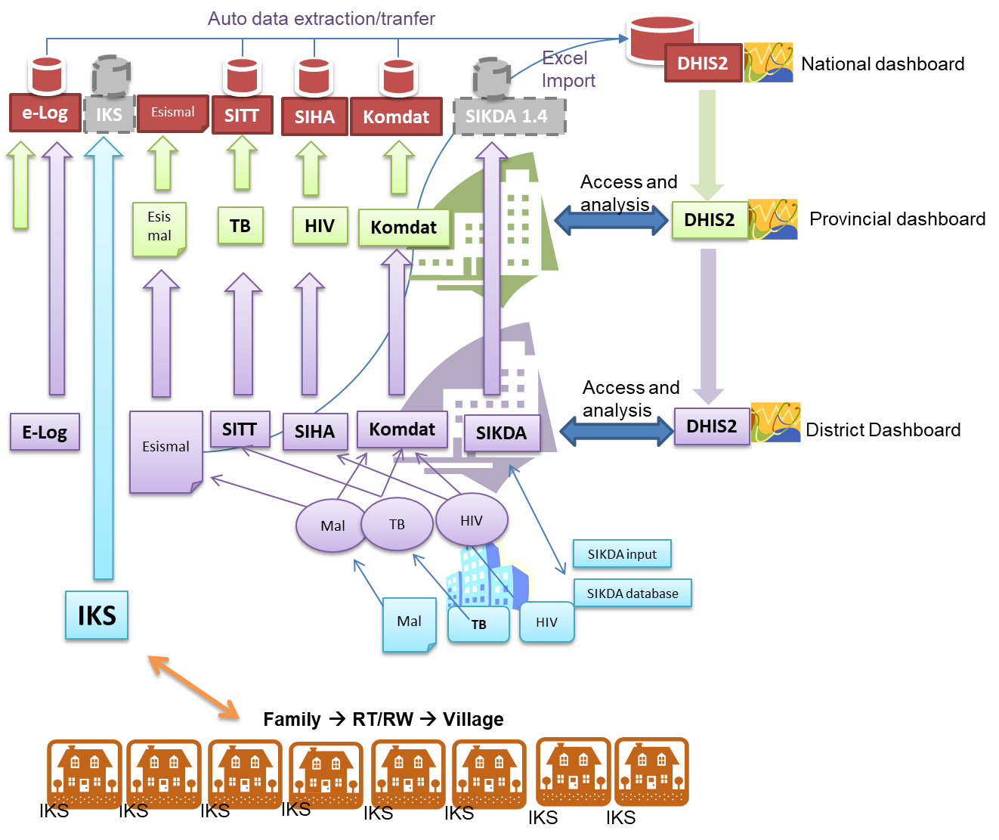 Auto data extraction/tranfer
Excel
Import
DHIS2
National dashboard
e-Log
IKS
Esismal
SITT
SIHA
Komdat
SIKDA 1.4
Access and
analysis
Esis
mal
TB
HIV
Komdat
DHIS2
Provincial dashboard
Access and
analysis
E-Log
Esismal
SITT
SIHA
Komdat
SIKDA
DHIS2
District Dashboard
Mal
TB
HIV
SIKDA input
SIKDA database
IKS
Mal
TB
HIV
Family → RT/RW → Village
IKS
IKS
IKS
IKS
IKS
IKS
IKS
IKS